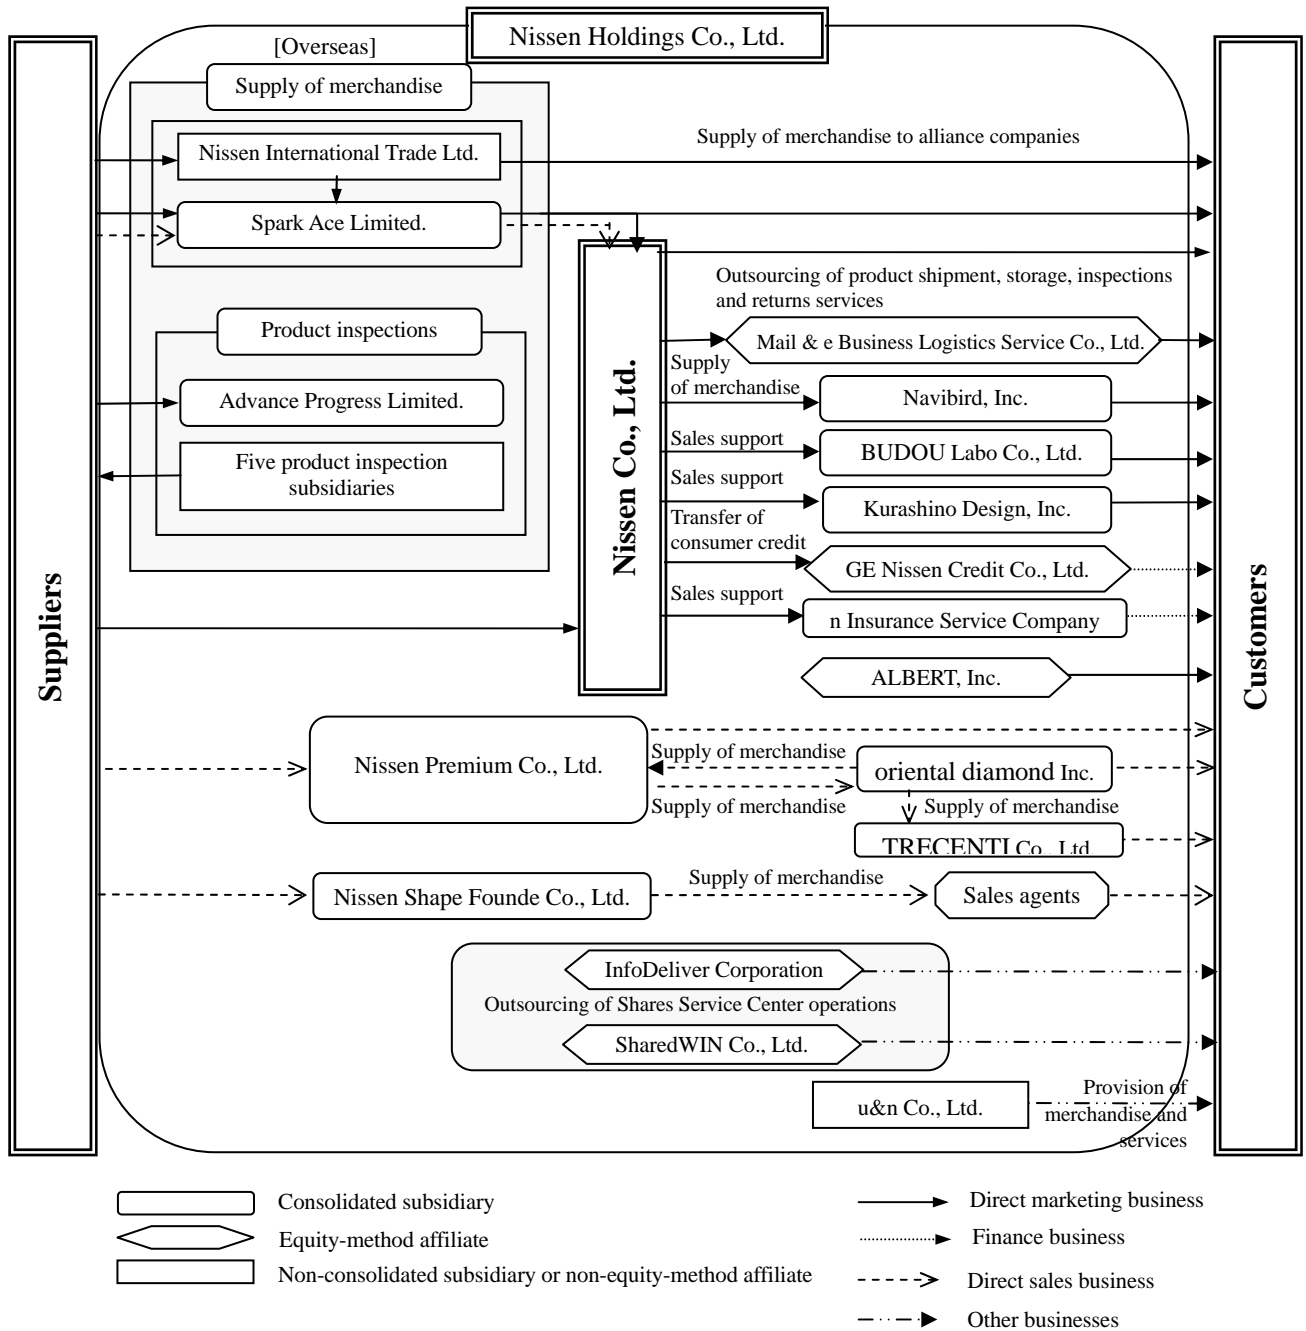 Nissen Holdings Co., Ltd.
[Overseas]
Supply of merchandise
Nissen International Trade Ltd.
Supply of merchandise to alliance companies
Spark Ace Limited.
Outsourcing of product shipment, storage, inspections
and returns services
Product inspections
Mail & e Business Logistics Service Co., Ltd.
Supply
of merchandise
Advance Progress Limited.
Navibird, Inc.
Sales support
BUDOU Labo Co., Ltd.
Five product inspection
subsidiaries
Sales support
Kurashino Design, Inc.
Transfer of
consumer credit
GE Nissen Credit Co., Ltd.
Sales support
n Insurance Service Company
Nissen Co., Ltd.
Suppliers
Customers
ALBERT, Inc.
Nissen Premium Co., Ltd.
Supply of merchandise
oriental diamond Inc.
Supply of merchandise
Supply of merchandise
TRECENTI Co., Ltd.
Nissen Shape Founde Co., Ltd.
Supply of merchandise
Sales agents
InfoDeliver Corporation
Outsourcing of Shares Service Center operations
SharedWIN Co., Ltd.
u&n Co., Ltd.
Provision of
merchandise and
services
Consolidated subsidiary
Equity-method affiliate
Non-consolidated subsidiary or non-equity-method affiliate
Direct marketing business
Finance business
Direct sales business
Other businesses